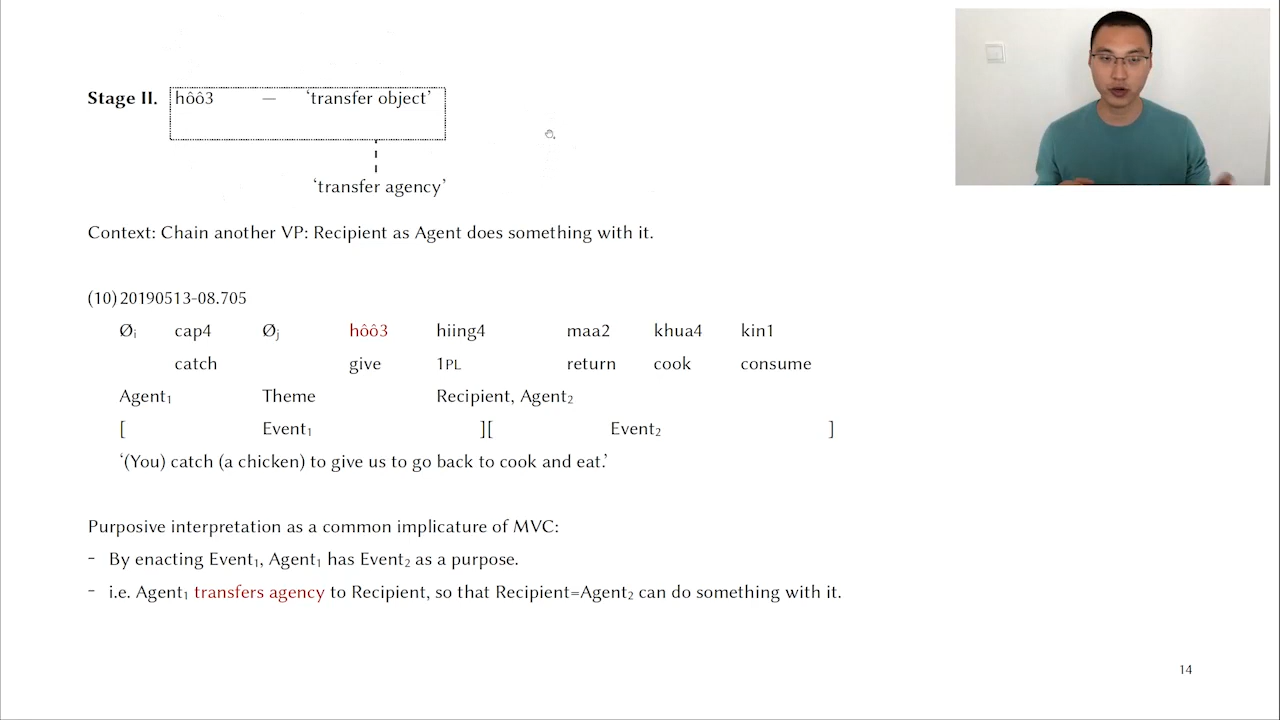 Stage II. hôô3 — ‘transfer object’
‘transfer agency’
Context: Chain another VP: Recipient as Agent does something with it.
(10) 20190513-08.705
Øᵢ cap4 Øⱼ hôô3 hiing4 maa2 khua4 kin1
catch give 1PL return cook consume
Agent₁ Theme Recipient, Agent₂
[ Event₁ ][ Event₂ ]
‘(You) catch (a chicken) to give us to go back to cook and eat.’
Purposive interpretation as a common implicature of MVC:
- By enacting Event₁, Agent₁ has Event₂ as a purpose.
- i.e. Agent₁ transfers agency to Recipient, so that Recipient=Agent₂ can do something with it.
14